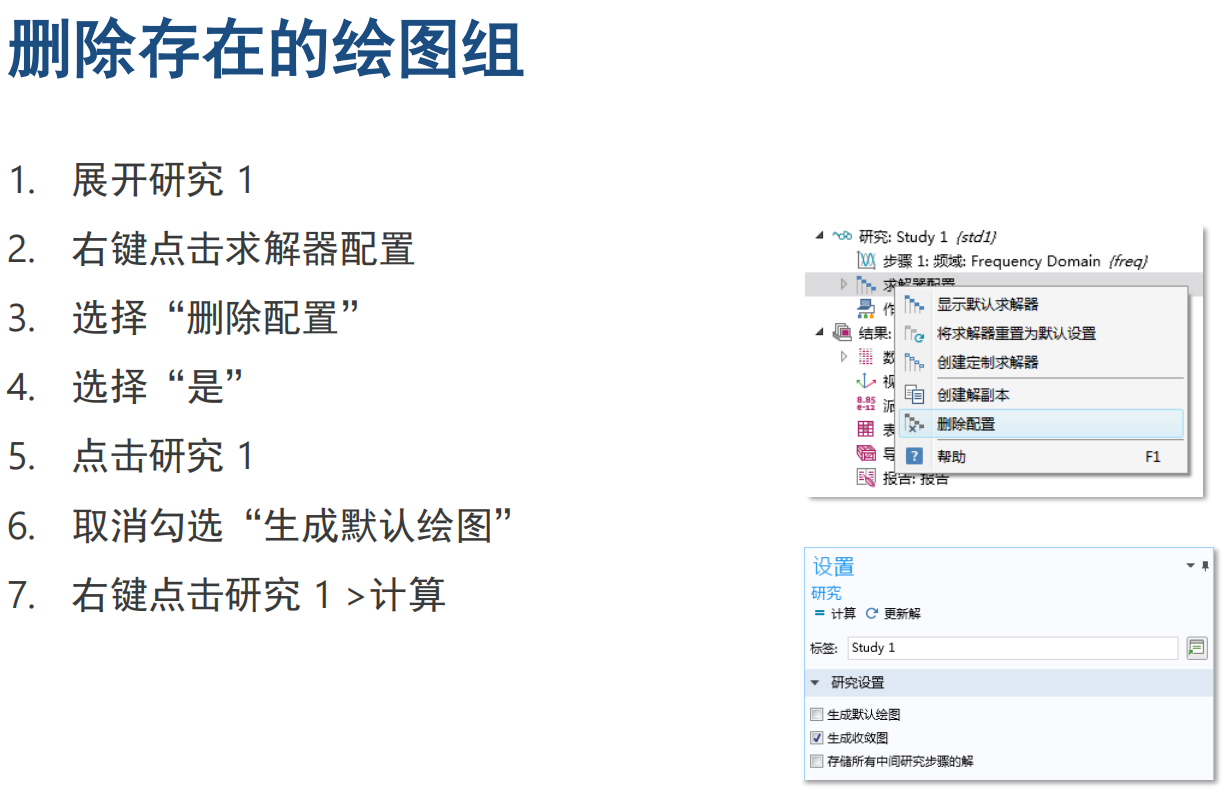 删除存在的绘图组
1. 展开研究 1
2. 右键点击求解器配置
3. 选择“删除配置”
4. 选择“是”
5. 点击研究 1
6. 取消勾选“生成默认绘图”
7. 右键点击研究 1 >计算
研究: Study 1 {std1}
步骤 1: 频域: Frequency Domain {freq}
求解器配置
显示默认求解器
结果:
将求解器重置为默认设置
创建定制求解器
创建解副本
删除配置
帮助 F1
报告: 报告
设置
研究
= 计算 更新解
标签: Study 1
研究设置
生成默认绘图
生成收敛图
存储所有中间研究步骤的解